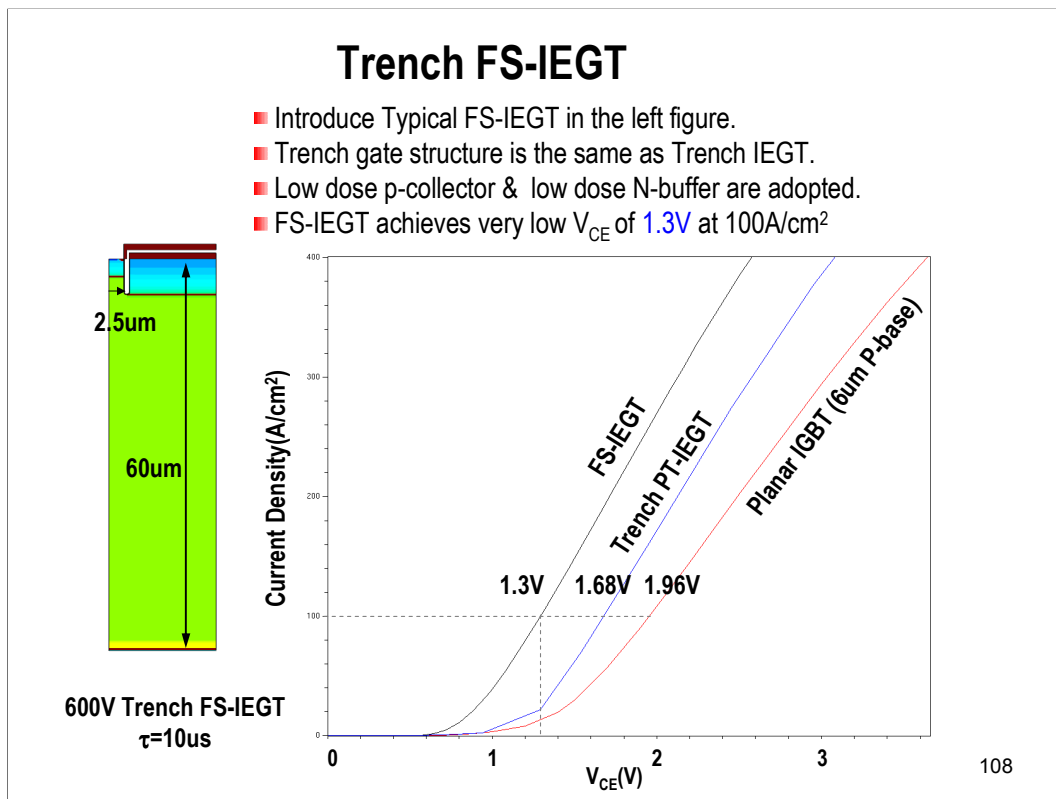 Trench FS-IEGT
Introduce Typical FS-IEGT in the left figure.
Trench gate structure is the same as Trench IEGT.
Low dose p-collector & low dose N-buffer are adopted.
FS-IEGT achieves very low VCE of 1.3V at 100A/cm²
2.5um
60um
600V Trench FS-IEGT
τ=10us
Current Density(A/cm²)
400
300
200
100
0
FS-IEGT
Trench PT-IEGT
Planar IGBT (6um P-base)
1.3V 1.68V 1.96V
0 1 2 3
VCE(V)
108